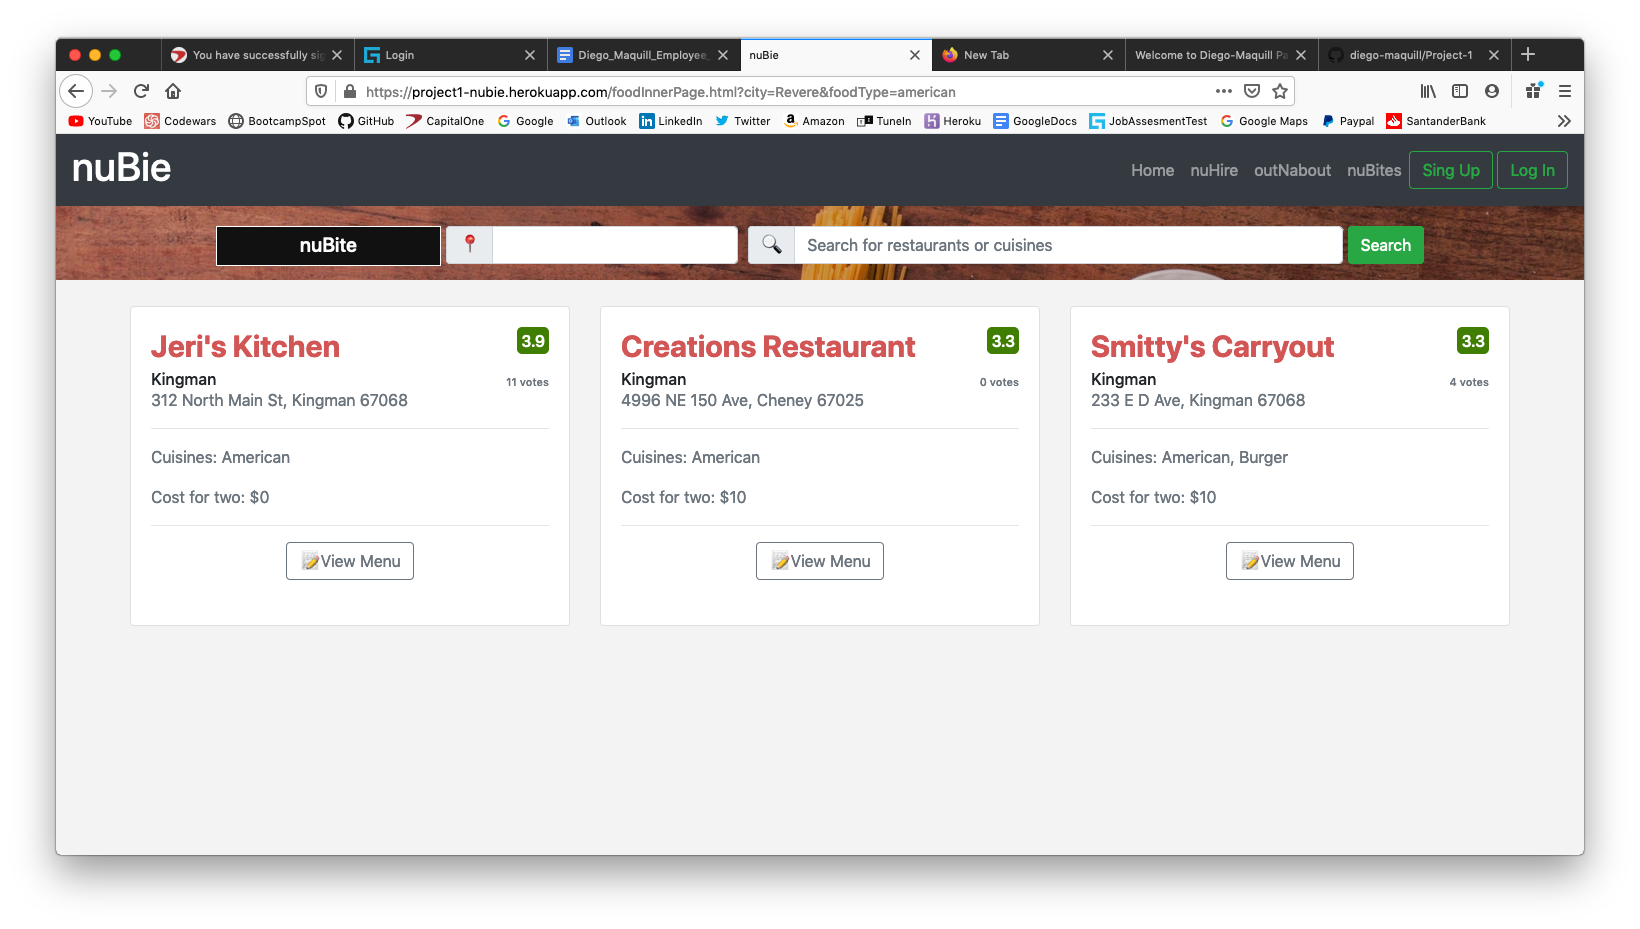 You have successfully si
Login
Diego_Maquill_Employee_
nuBie
New Tab
Welcome to Diego-Maquill Pa
diego-maquill/Project-1
https://project1-nubie.herokuapp.com/foodInnerPage.html?city=Revere&foodType=american
YouTube Codewars BootcampSpot GitHub CapitalOne Google Outlook LinkedIn Twitter Amazon TuneIn Heroku GoogleDocs JobAssesmentTest Google Maps Paypal SantanderBank
nuBie
Home nuHire outNabout nuBites Sing Up Log In
nuBite
Search for restaurants or cuisines
Search
Jeri's Kitchen 3.9
Kingman 11 votes
312 North Main St, Kingman 67068
Cuisines: American
Cost for two: $0
View Menu
Creations Restaurant 3.3
Kingman 0 votes
4996 NE 150 Ave, Cheney 67025
Cuisines: American
Cost for two: $10
View Menu
Smitty's Carryout 3.3
Kingman 4 votes
233 E D Ave, Kingman 67068
Cuisines: American, Burger
Cost for two: $10
View Menu